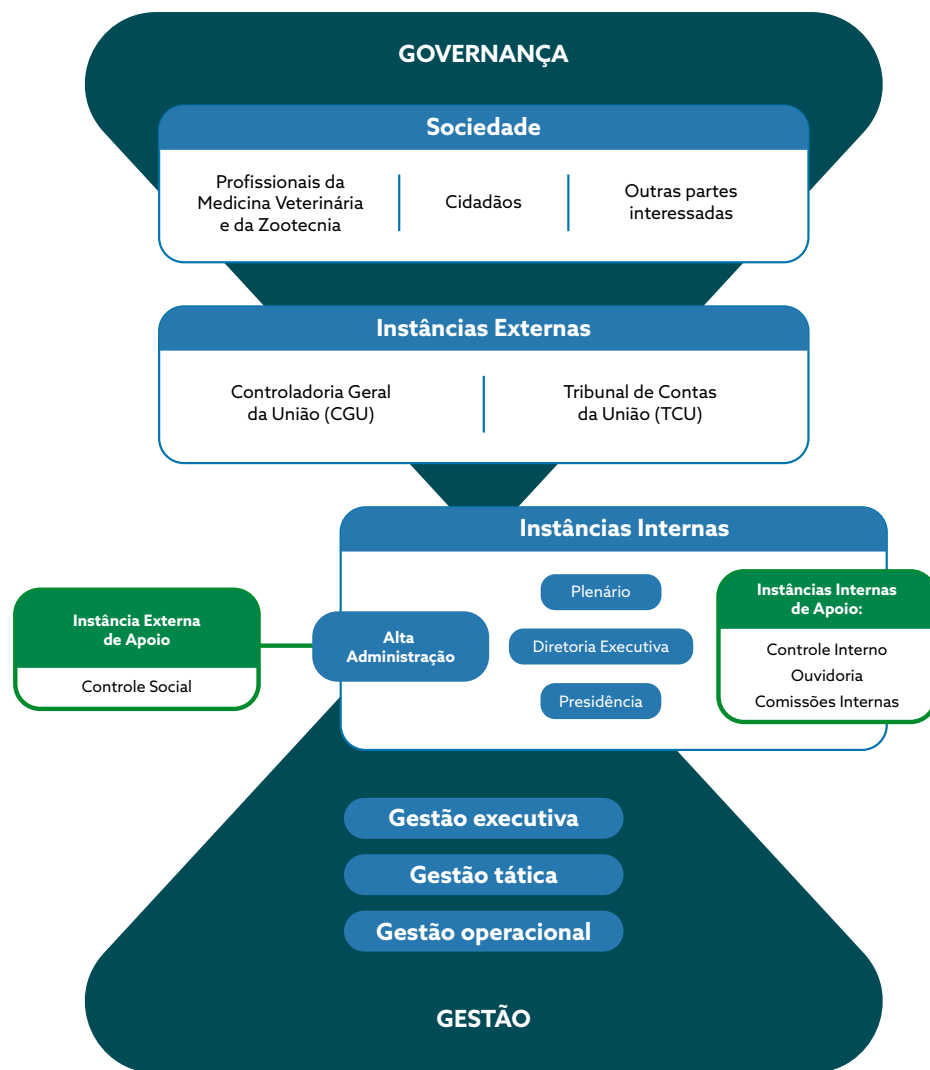 GOVERNANÇA
Sociedade
Profissionais da
Medicina Veterinária
e da Zootecnia
Cidadãos
Outras partes
interessadas
Instâncias Externas
Controladoria Geral
da União (CGU)
Tribunal de Contas
da União (TCU)
Instâncias Internas
Instância Externa
de Apoio
Controle Social
Alta
Administração
Plenário
Diretoria Executiva
Presidência
Instâncias Internas
de Apoio:
Controle Interno
Ouvidoria
Comissões Internas
Gestão executiva
Gestão tática
Gestão operacional
GESTÃO